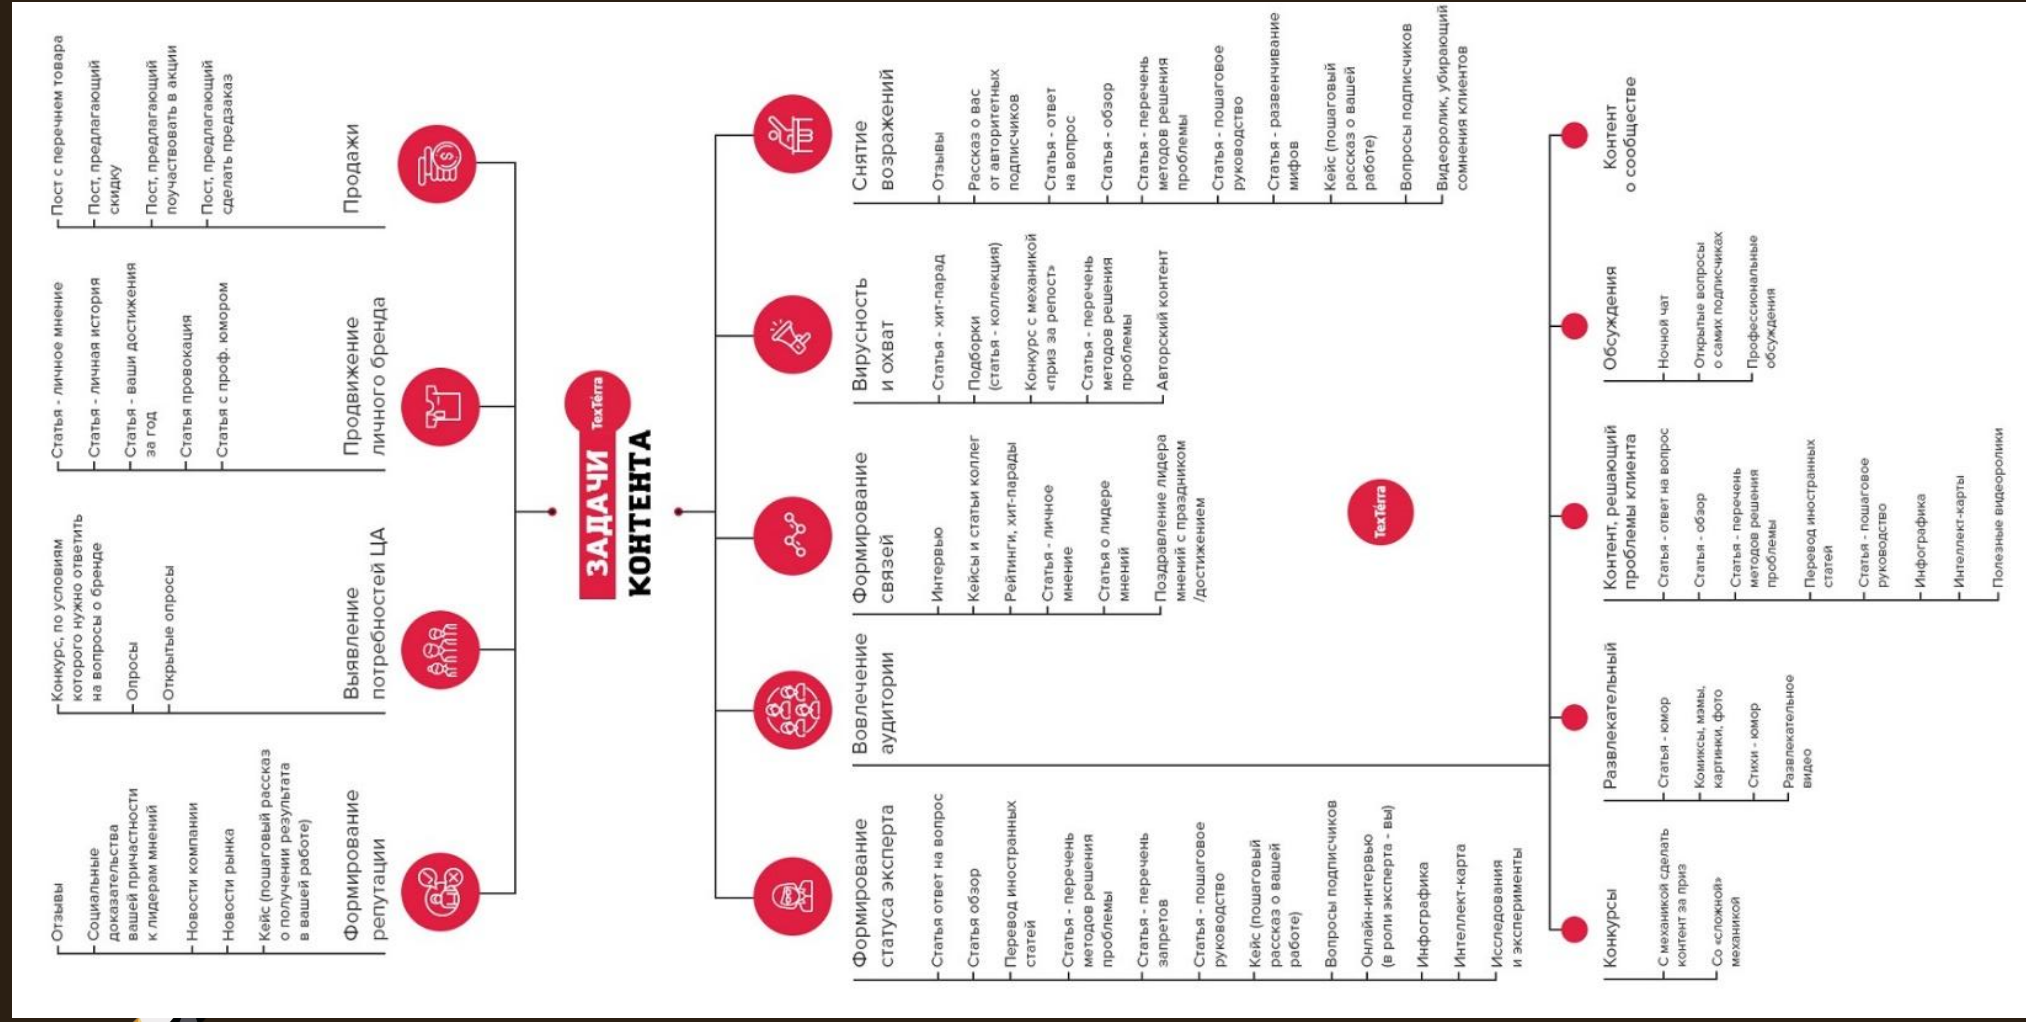 Отзывы
Социальные
доказательства
вашей причастности
к лидерам мнений
Новости компании
Новости рынка
Кейс (пошаговый рассказ
о получении результата
в вашей работе)
Формирование
репутации
Конкурс, по условиям
которого нужно ответить
на вопросы о бренде
Опросы
Открытые опросы
Выявление
потребностей ЦА
Статья - личное мнение
Статья - личная история
Статья - ваши достижения
за год
Статья провокация
Статья с проф. юмором
Продвижение
личного бренда
Пост с перечнем товара
Пост, предлагающий
скидку
Пост, предлагающий
поучаствовать в акции
Пост, предлагающий
сделать предзаказ
Продажи
ЗАДАЧИ
TexTerra
КОНТЕНТА
Формирование
статуса эксперта
Статья ответ на вопрос
Статья обзор
Перевод иностранных
статей
Статья - перечень
методов решения
проблемы
Статья - перечень
запретов
Статья - пошаговое
руководство
Кейс (пошаговый
рассказ о вашей
работе)
Вопросы подписчиков
Онлайн-интервью
(в роли эксперта - вы)
Инфографика
Интеллект-карта
Исследования
и эксперименты
Вовлечение
аудитории
Формирование
связей
Интервью
Кейсы и статьи коллег
Рейтинги, хит-парады
Статья - личное
мнение
Статья о лидере
мнений
Поздравление лидера
мнений с праздником
/достижением
Вирусность
и охват
Статья - хит-парад
Подборки
(статья - коллекция)
Конкурс с механикой
«приз за репост»
Статья - перечень
методов решения
проблемы
Авторский контент
Снятие
возражений
Отзывы
Рассказ о вас
от авторитетных
подписчиков
Статья - ответ
на вопрос
Статья - обзор
Статья - перечень
методов решения
проблемы
Статья - пошаговое
руководство
Статья - развенчивание
мифов
Кейс (пошаговый
рассказ о вашей
работе)
Вопросы подписчиков
Видеоролик, убирающий
сомнения клиентов
TexTerra
Конкурсы
С механикой сделать
контент за приз
Со «сложной»
механикой
Развлекательный
Статья - юмор
Комиксы, мэмы,
картинки, фото
Стихи - юмор
Развлекательное
видео
Контент, решающий
проблемы клиента
Статья - ответ на вопрос
Статья - обзор
Статья - перечень
методов решения
проблемы
Перевод иностранных
статей
Статья - пошаговое
руководство
Инфографика
Интеллект-карты
Полезные видеоролики
Обсуждения
Ночной чат
Открытые вопросы
о самих подписчиках
Профессиональные
обсуждения
Контент
о сообществе